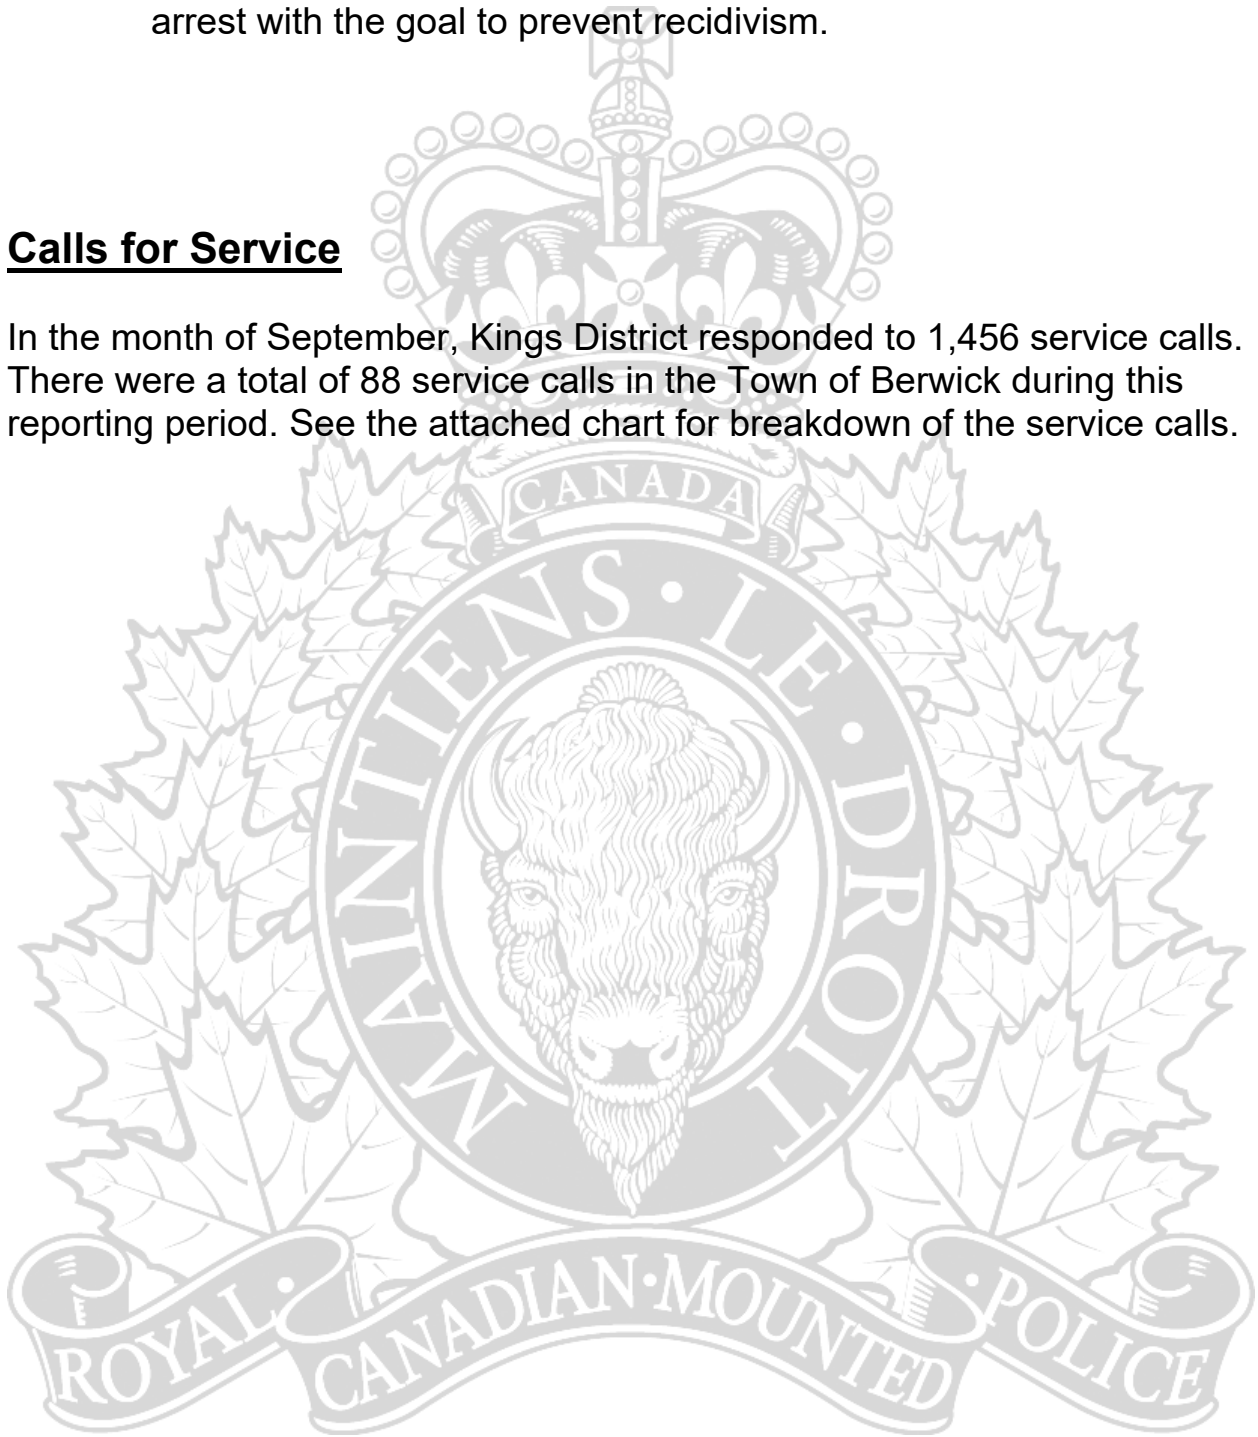 arrest with the goal to prevent recidivism.
Calls for Service
In the month of September, Kings District responded to 1,456 service calls.
There were a total of 88 service calls in the Town of Berwick during this
reporting period. See the attached chart for breakdown of the service calls.
CANADA
MAINTIENS · LE · DROIT
ROYAL · CANADIAN · MOUNTED · POLICE